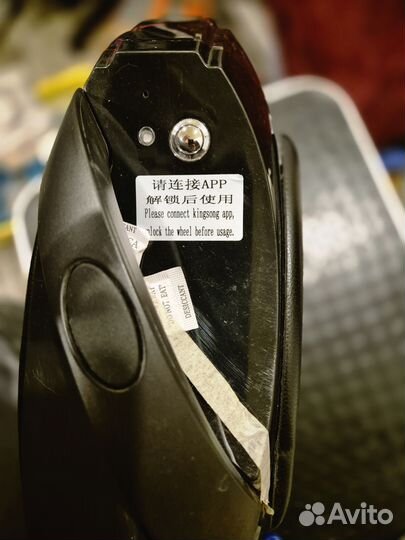 请连接APP
解锁后使用
Please connect kingsong app,
unlock the wheel before usage.
DESICCANT
DO NOT EAT
Avito